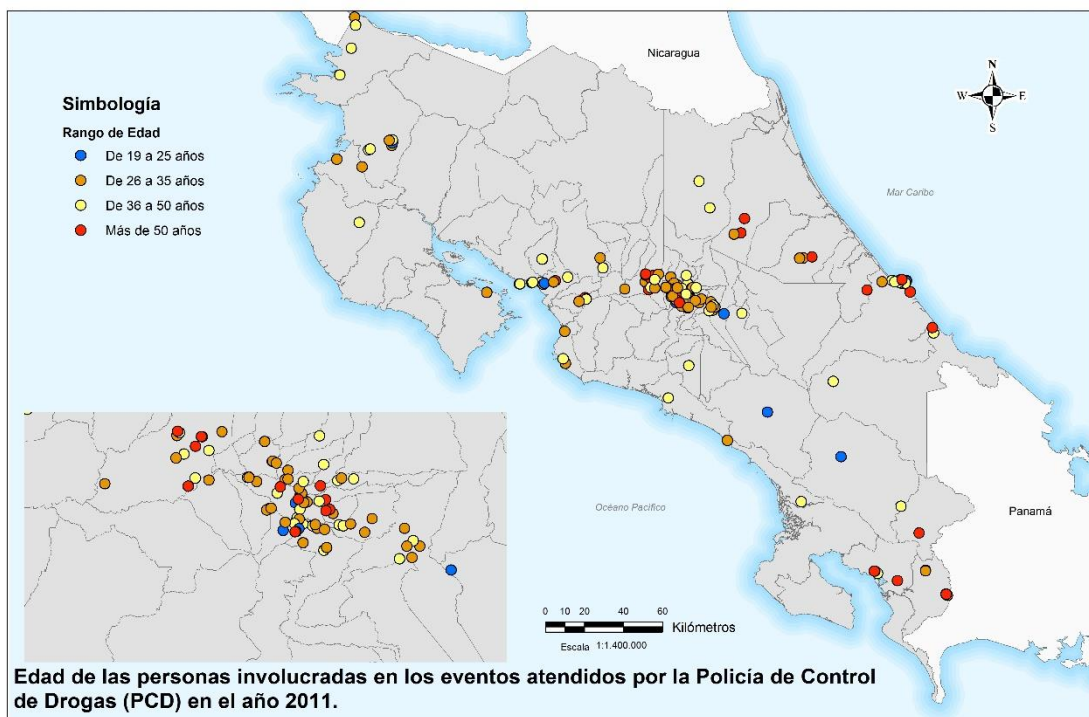 Nicaragua
N
W E
S
Simbología
Rango de Edad
De 19 a 25 años
De 26 a 35 años
De 36 a 50 años
Más de 50 años
Mar Caribe
Océano Pacífico
Panamá
0 10 20 40 60
Kilómetros
Escala 1:1.400.000
Edad de las personas involucradas en los eventos atendidos por la Policía de Control
de Drogas (PCD) en el año 2011.